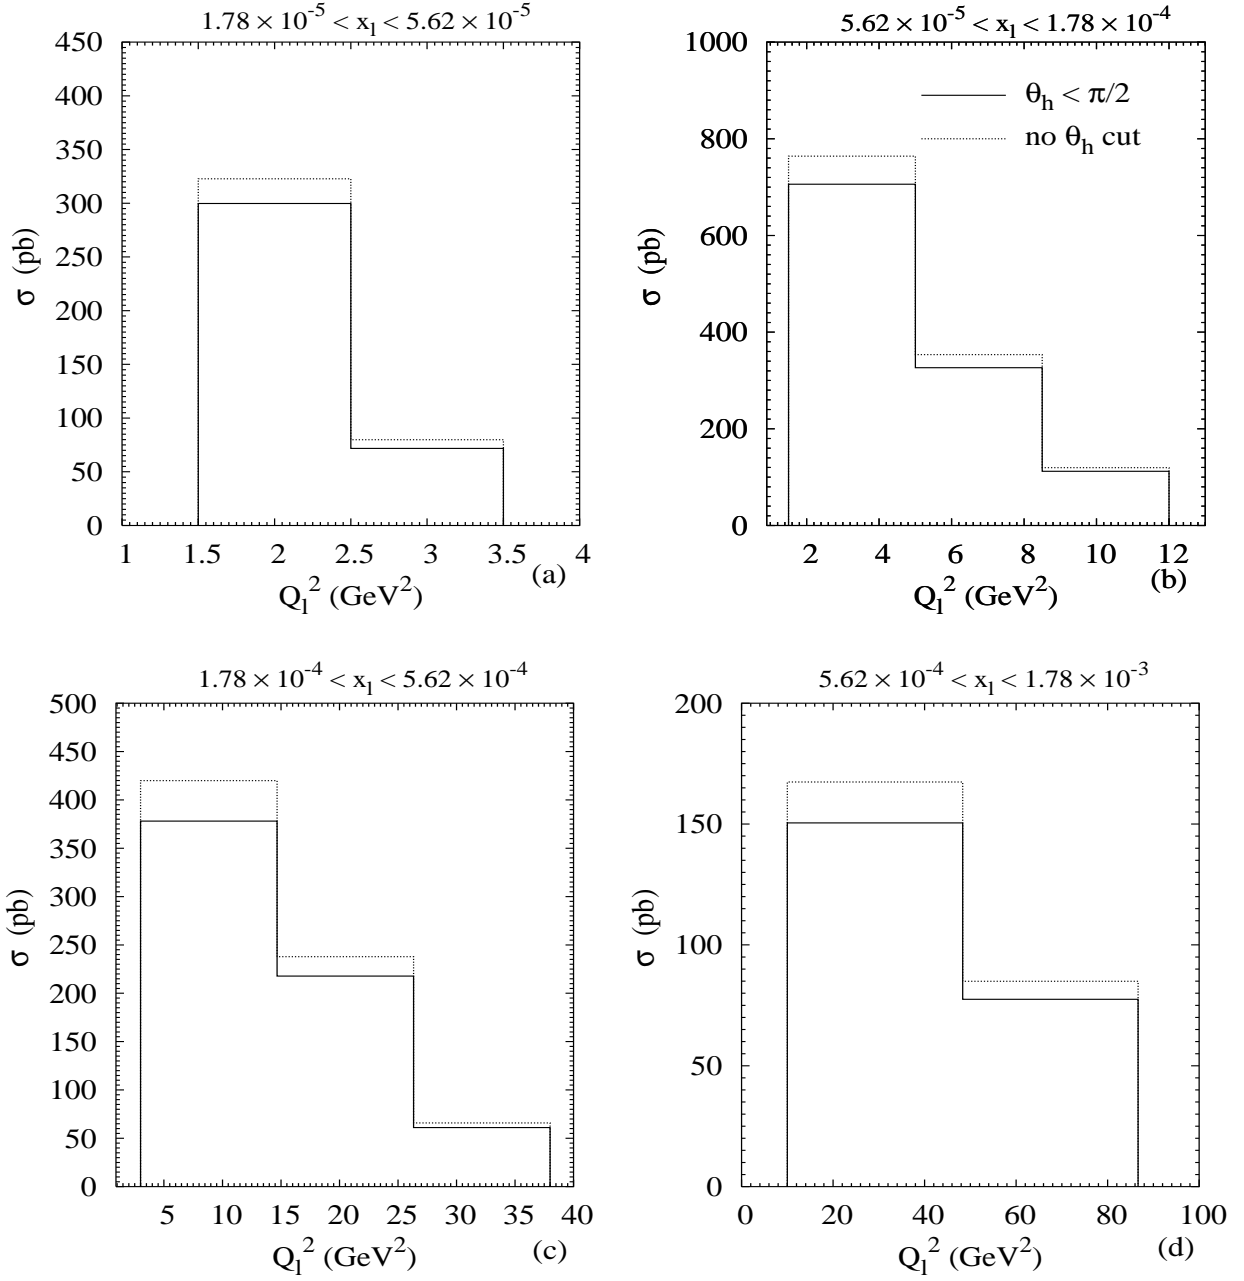 1.78 × 10^-5 < x_l < 5.62 × 10^-5
450
400
350
300
250
200
150
100
50
0
σ (pb)
1 1.5 2 2.5 3 3.5 4
Q_l^2 (GeV^2)
(a)
5.62 × 10^-5 < x_l < 1.78 × 10^-4
1000
800
600
400
200
0
σ (pb)
θ_h < π/2
no θ_h cut
2 4 6 8 10 12
Q_l^2 (GeV^2)
(b)
1.78 × 10^-4 < x_l < 5.62 × 10^-4
500
450
400
350
300
250
200
150
100
50
0
σ (pb)
5 10 15 20 25 30 35 40
Q_l^2 (GeV^2)
(c)
5.62 × 10^-4 < x_l < 1.78 × 10^-3
200
150
100
50
0
σ (pb)
0 20 40 60 80 100
Q_l^2 (GeV^2)
(d)